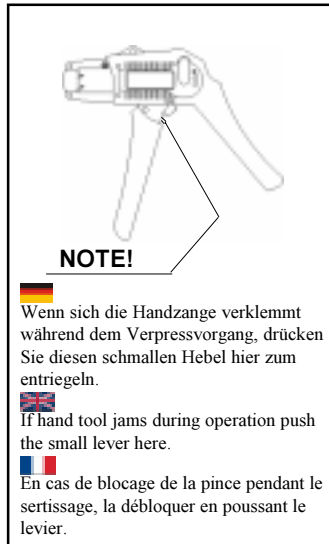 NOTE!
Wenn sich die Handzange verklemmt
während dem Verpressvorgang, drücken
Sie diesen schmallen Hebel hier zum
entriegeln.
If hand tool jams during operation push
the small lever here.
En cas de blocage de la pince pendant le
sertissage, la débloquer en poussant le
levier.